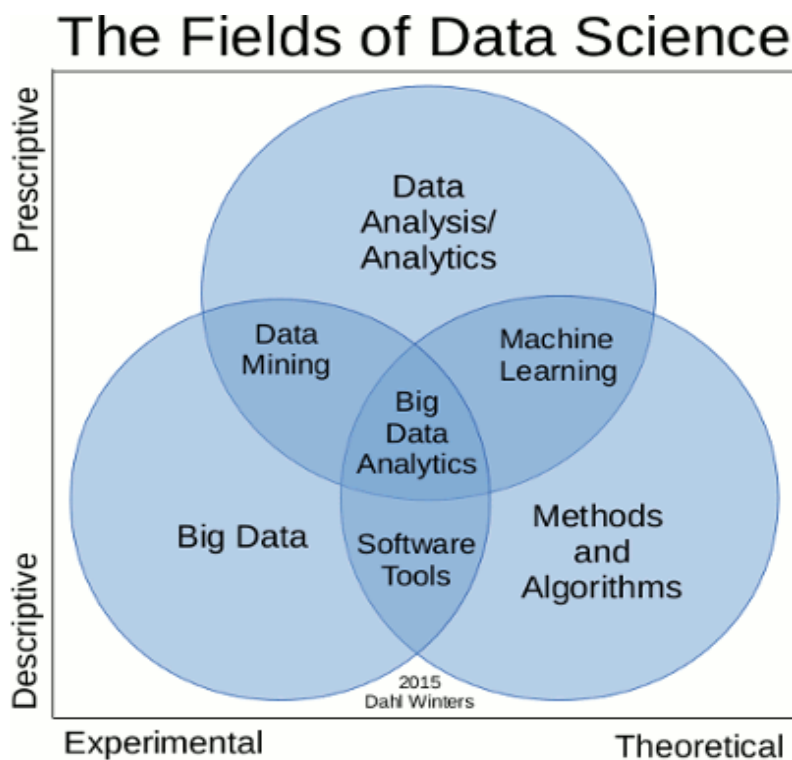 The Fields of Data Science
Prescriptive
Data
Analysis/
Analytics
Data
Mining
Machine
Learning
Big
Data
Analytics
Big Data
Software
Tools
Methods
and
Algorithms
Descriptive
2015
Dahl Winters
Experimental
Theoretical